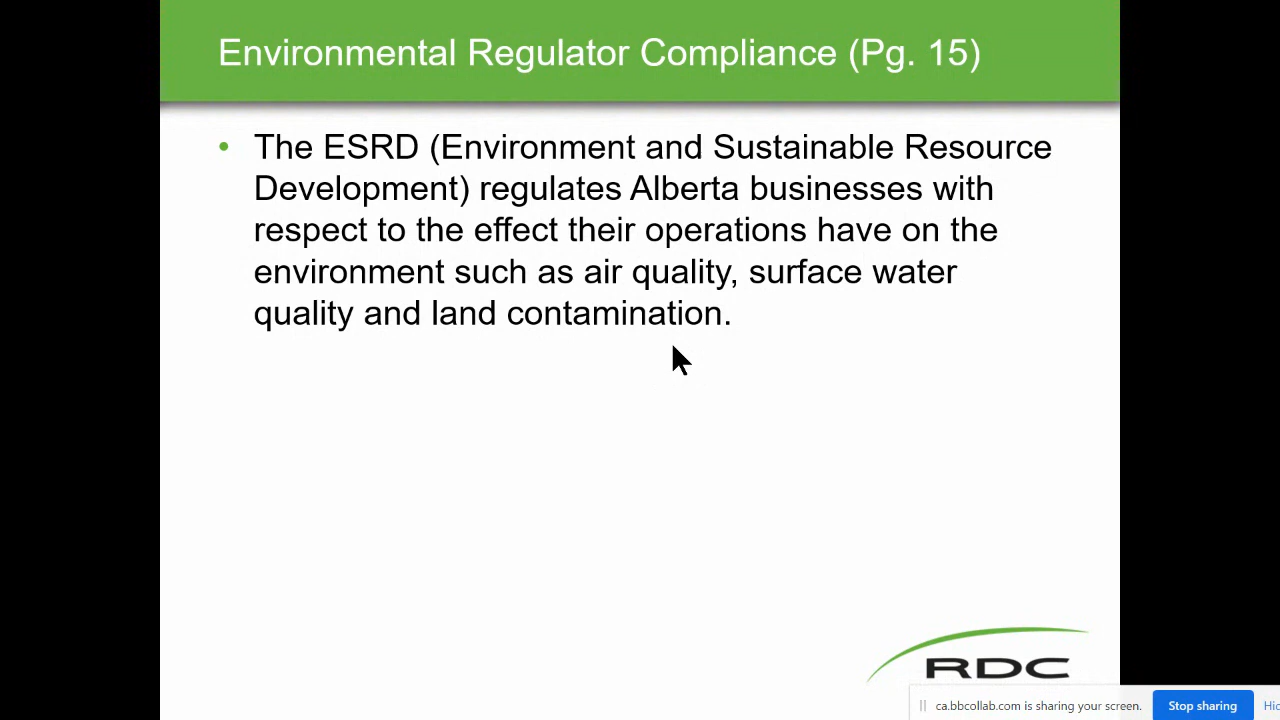 Environmental Regulator Compliance (Pg. 15)
• The ESRD (Environment and Sustainable Resource
Development) regulates Alberta businesses with
respect to the effect their operations have on the
environment such as air quality, surface water
quality and land contamination.
RDC
ca.bbcollab.com is sharing your screen.
Stop sharing